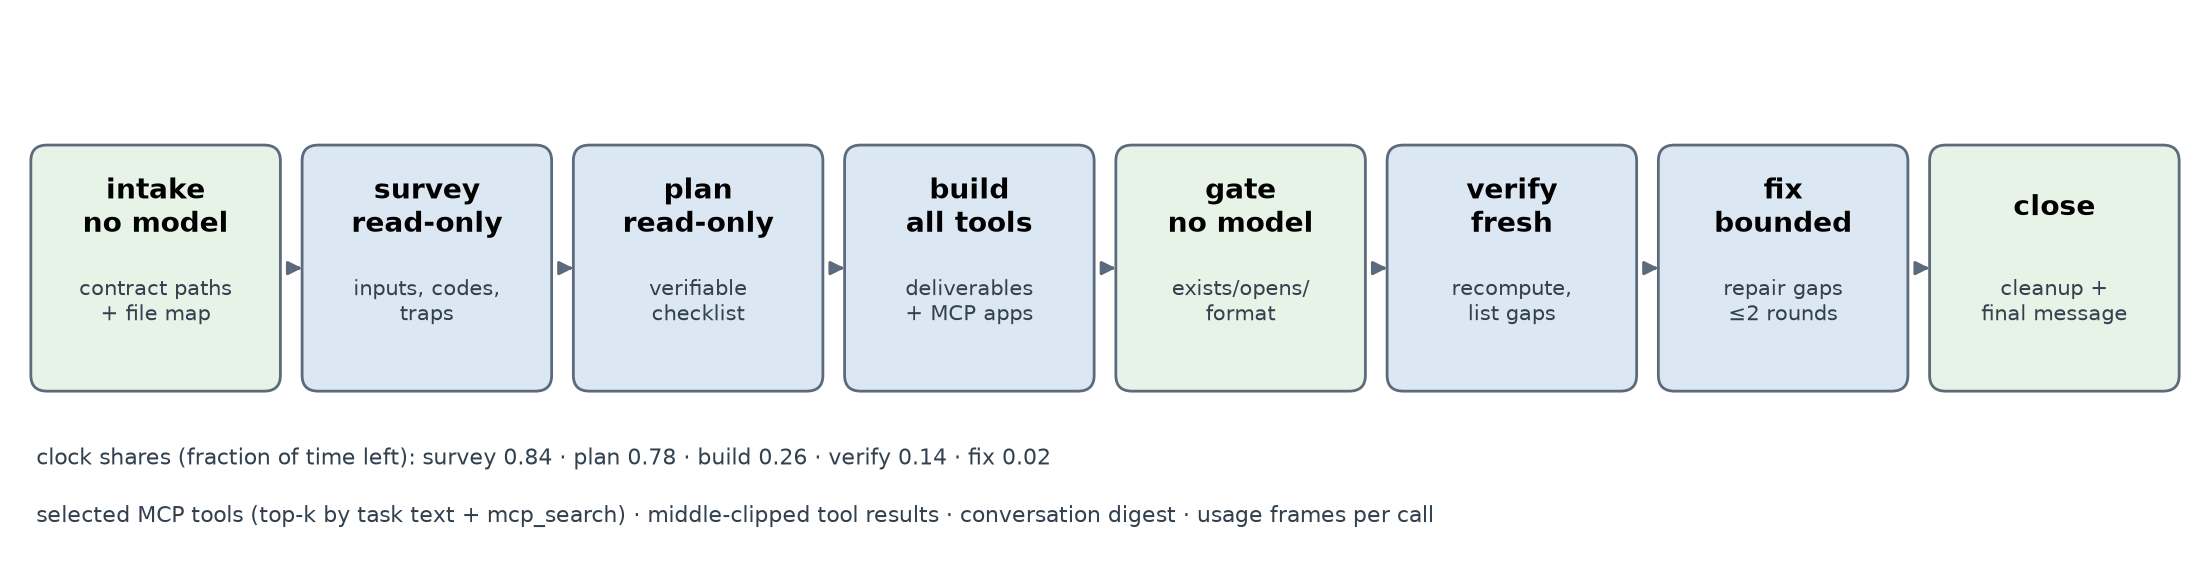 intake
no model
contract paths
+ file map
survey
read-only
inputs, codes,
traps
plan
read-only
verifiable
checklist
build
all tools
deliverables
+ MCP apps
gate
no model
exists/opens/
format
verify
fresh
recompute,
list gaps
fix
bounded
repair gaps
≤2 rounds
close
cleanup +
final message
clock shares (fraction of time left): survey 0.84 · plan 0.78 · build 0.26 · verify 0.14 · fix 0.02
selected MCP tools (top-k by task text + mcp_search) · middle-clipped tool results · conversation digest · usage frames per call